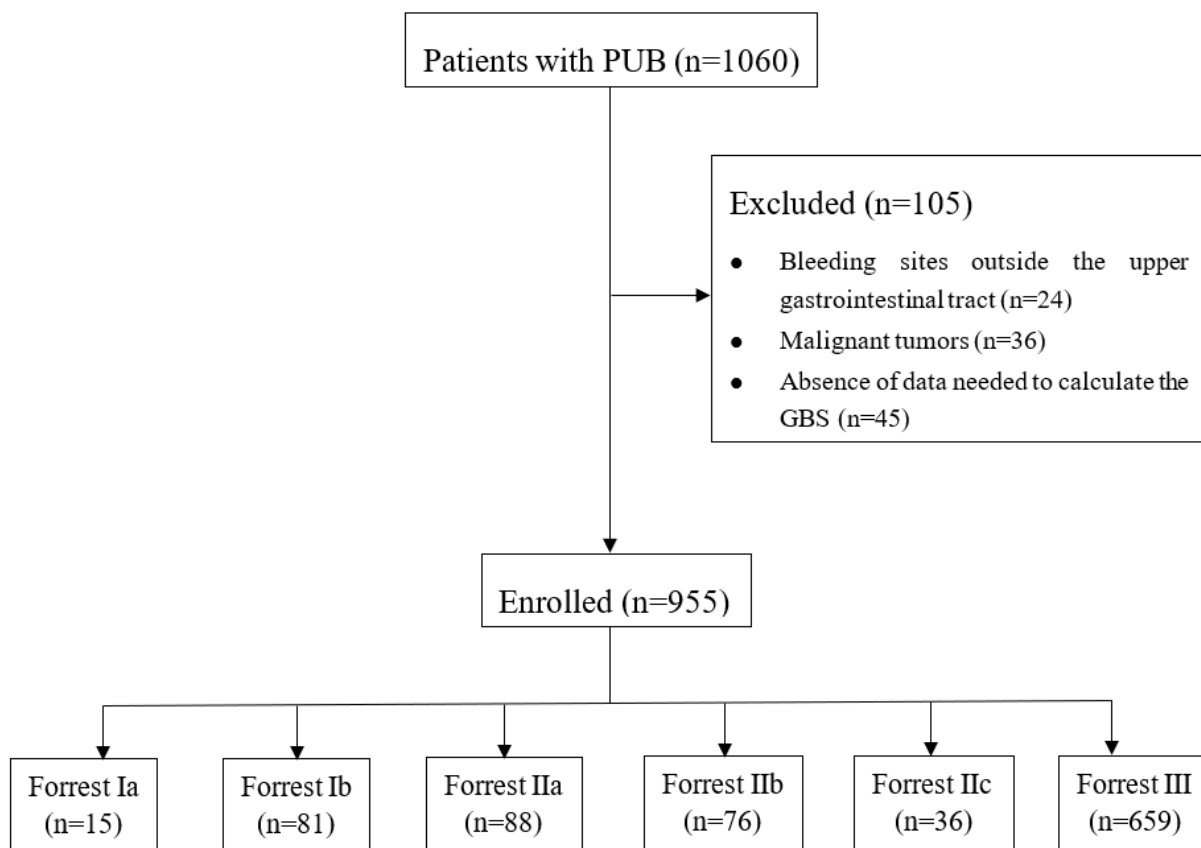 Patients with PUB (n=1060)
Excluded (n=105)
● Bleeding sites outside the upper
gastrointestinal tract (n=24)
● Malignant tumors (n=36)
● Absence of data needed to calculate the
GBS (n=45)
Enrolled (n=955)
Forrest Ia
(n=15)
Forrest Ib
(n=81)
Forrest IIa
(n=88)
Forrest IIb
(n=76)
Forrest IIc
(n=36)
Forrest III
(n=659)